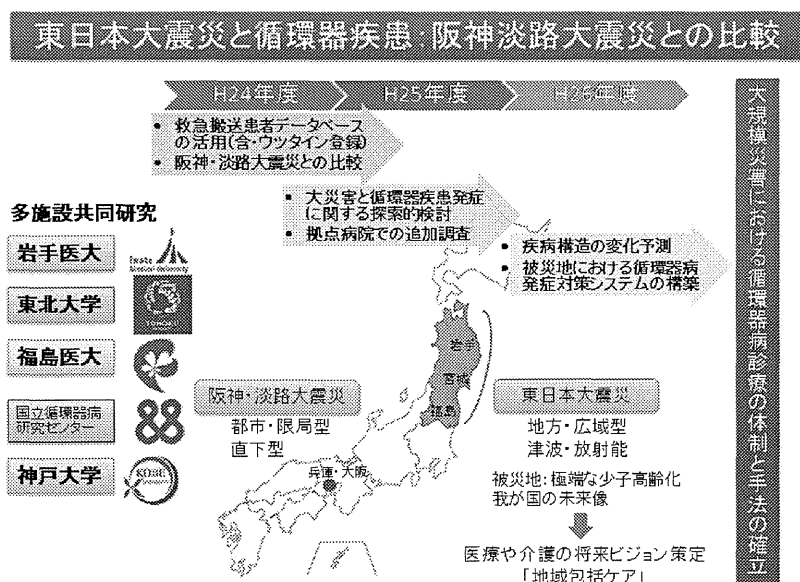 東日本大震災と循環器疾患:阪神淡路大震災との比較
H24年度
H25年度
H26年度
• 救急搬送患者データベース
の活用(含・ウツタイン登録)
• 阪神・淡路大震災との比較
• 大災害と循環器疾患発症
に関する探索的検討
• 拠点病院での追加調査
• 疾病構造の変化予測
• 被災地における循環器病
発症対策システムの構築
大規模災害における循環器病診療の体制と手法の確立
多施設共同研究
岩手医大
Iwate
Medical University
東北大学
TOHOKU
福島医大
国立循環器病
研究センター
神戸大学
KOBE
岩手
宮城
福島
阪神・淡路大震災
都市・限局型
直下型
兵庫・大阪
東日本大震災
地方・広域型
津波・放射能
被災地:極端な少子高齢化
我が国の未来像
医療や介護の将来ビジョン策定
「地域包括ケア」